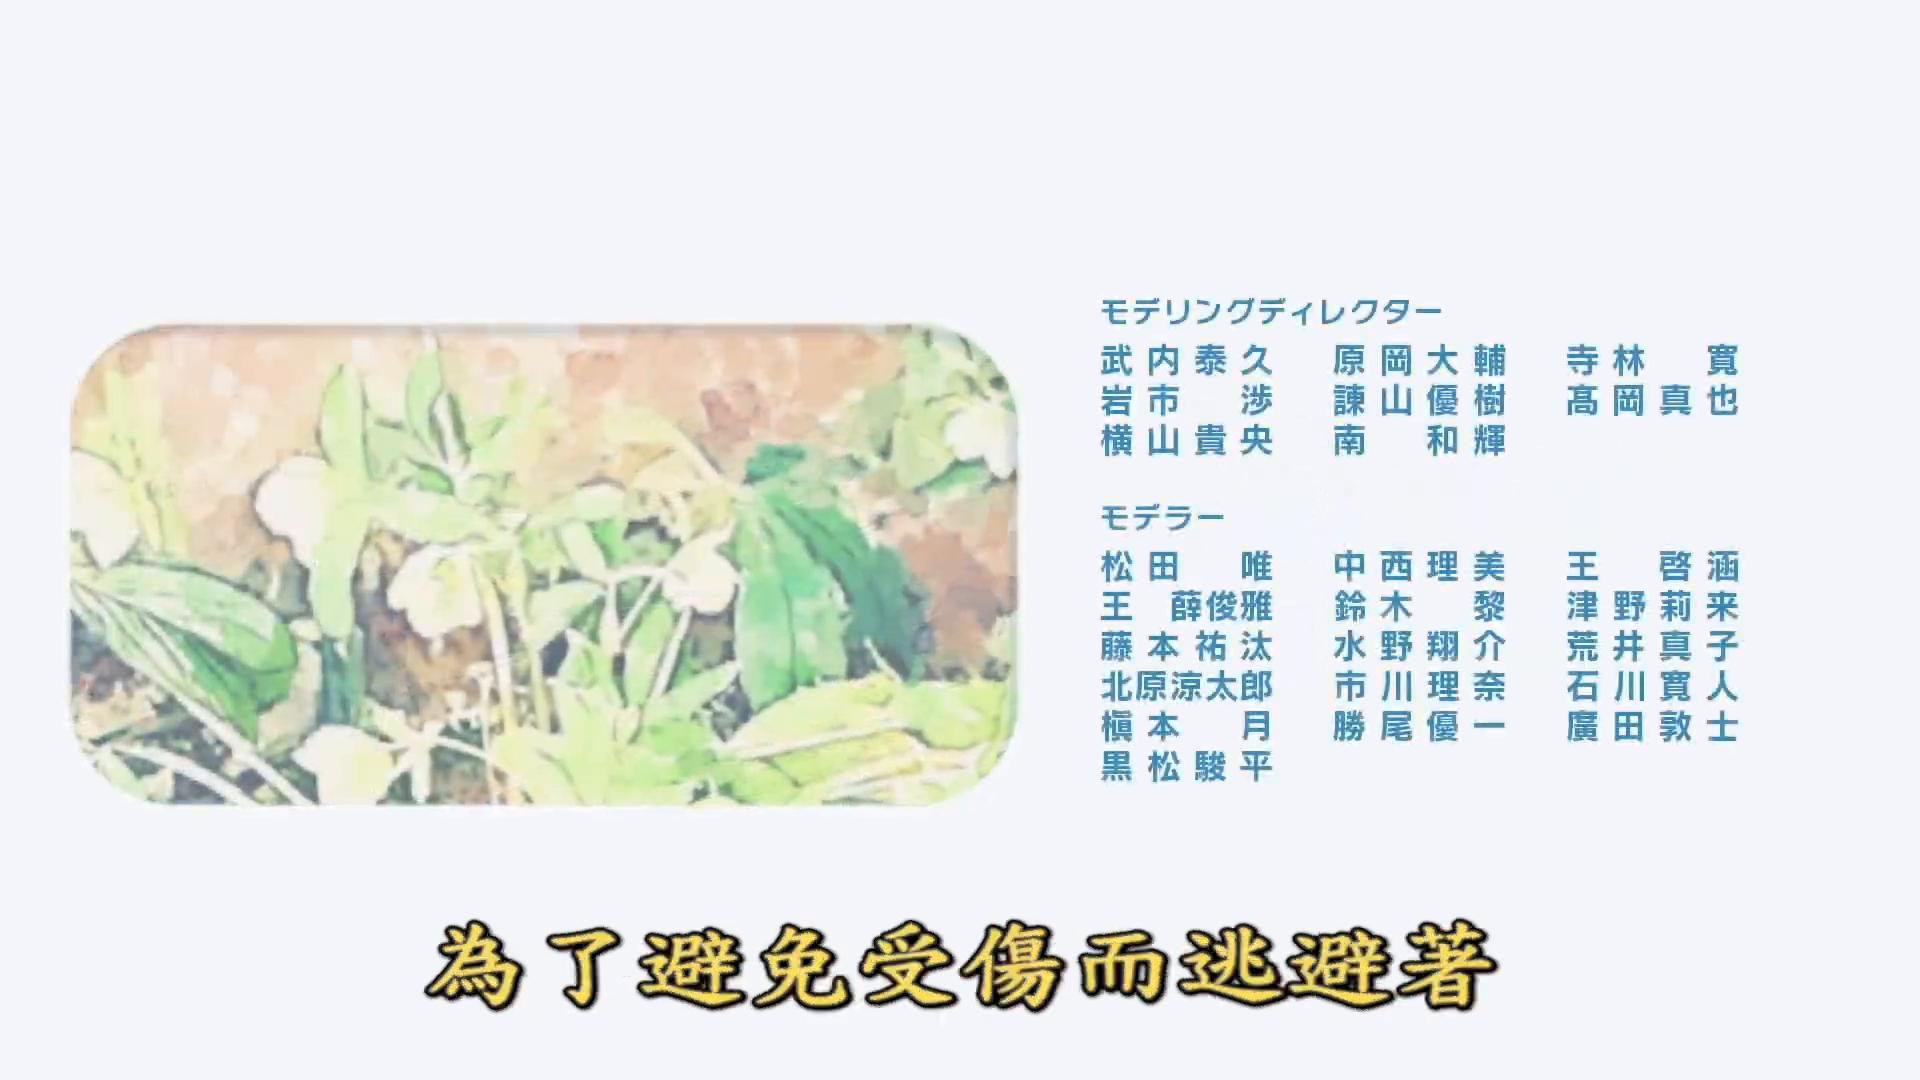 モデリングディレクター
武内泰久 原岡大輔 寺林 寛
岩市 渉 諌山優樹 髙岡真也
横山貴央 南 和輝
モデラー
松田 唯 中西理美 王 啓涵
王 薛俊雅 鈴木 黎 津野莉来
藤本祐汰 水野翔介 荒井真子
北原涼太郎 市川理奈 石川寛人
槇本 月 勝尾優一 廣田敦士
黒松駿平
為了避免受傷而逃避著